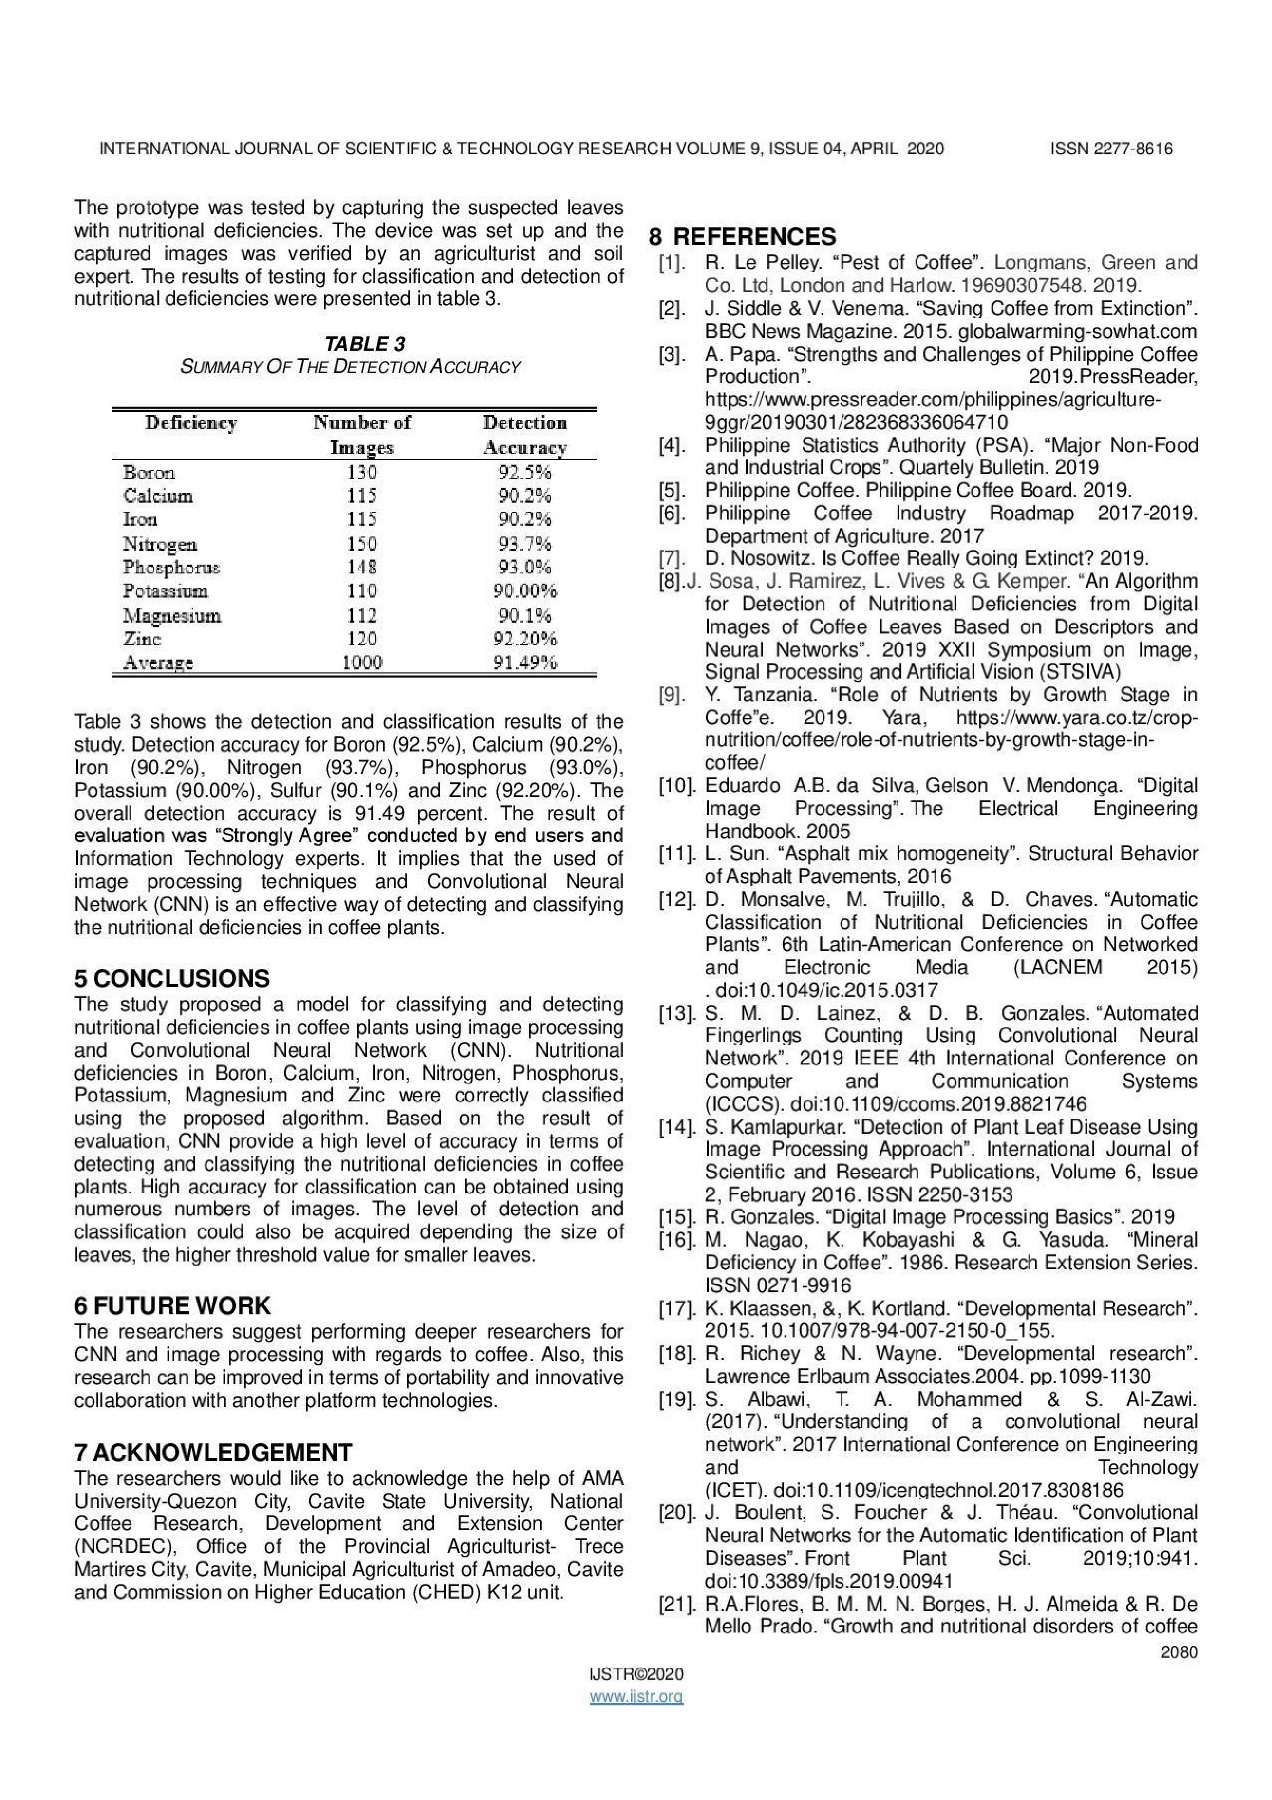 INTERNATIONAL JOURNAL OF SCIENTIFIC & TECHNOLOGY RESEARCH VOLUME 9, ISSUE 04, APRIL 2020 ISSN 2277-8616
The prototype was tested by capturing the suspected leaves
with nutritional deficiencies. The device was set up and the
captured images was verified by an agriculturist and soil
expert. The results of testing for classification and detection of
nutritional deficiencies were presented in table 3.
TABLE 3
SUMMARY OF THE DETECTION ACCURACY
Deficiency Number of Detection
Images Accuracy
Boron 130 92.5%
Calcium 115 90.2%
Iron 115 90.2%
Nitrogen 150 93.7%
Phosphorus 148 93.0%
Potassium 110 90.00%
Magnesium 112 90.1%
Zinc 120 92.20%
Average 1000 91.49%
Table 3 shows the detection and classification results of the
study. Detection accuracy for Boron (92.5%), Calcium (90.2%),
Iron (90.2%), Nitrogen (93.7%), Phosphorus (93.0%),
Potassium (90.00%), Sulfur (90.1%) and Zinc (92.20%). The
overall detection accuracy is 91.49 percent. The result of
evaluation was “Strongly Agree” conducted by end users and
Information Technology experts. It implies that the used of
image processing techniques and Convolutional Neural
Network (CNN) is an effective way of detecting and classifying
the nutritional deficiencies in coffee plants.
5 CONCLUSIONS
The study proposed a model for classifying and detecting
nutritional deficiencies in coffee plants using image processing
and Convolutional Neural Network (CNN). Nutritional
deficiencies in Boron, Calcium, Iron, Nitrogen, Phosphorus,
Potassium, Magnesium and Zinc were correctly classified
using the proposed algorithm. Based on the result of
evaluation, CNN provide a high level of accuracy in terms of
detecting and classifying the nutritional deficiencies in coffee
plants. High accuracy for classification can be obtained using
numerous numbers of images. The level of detection and
classification could also be acquired depending the size of
leaves, the higher threshold value for smaller leaves.
6 FUTURE WORK
The researchers suggest performing deeper researchers for
CNN and image processing with regards to coffee. Also, this
research can be improved in terms of portability and innovative
collaboration with another platform technologies.
7 ACKNOWLEDGEMENT
The researchers would like to acknowledge the help of AMA
University-Quezon City, Cavite State University, National
Coffee Research, Development and Extension Center
(NCRDEC), Office of the Provincial Agriculturist- Trece
Martires City, Cavite, Municipal Agriculturist of Amadeo, Cavite
and Commission on Higher Education (CHED) K12 unit.
8 REFERENCES
[1]. R. Le Pelley. “Pest of Coffee”. Longmans, Green and
Co. Ltd, London and Harlow. 19690307548. 2019.
[2]. J. Siddle & V. Venema. “Saving Coffee from Extinction”.
BBC News Magazine. 2015. globalwarming-sowhat.com
[3]. A. Papa. “Strengths and Challenges of Philippine Coffee
Production”. 2019.PressReader,
https://www.pressreader.com/philippines/agriculture-
9ggr/20190301/282368336064710
[4]. Philippine Statistics Authority (PSA). “Major Non-Food
and Industrial Crops”. Quartely Bulletin. 2019
[5]. Philippine Coffee. Philippine Coffee Board. 2019.
[6]. Philippine Coffee Industry Roadmap 2017-2019.
Department of Agriculture. 2017
[7]. D. Nosowitz. Is Coffee Really Going Extinct? 2019.
[8].J. Sosa, J. Ramirez, L. Vives & G. Kemper. “An Algorithm
for Detection of Nutritional Deficiencies from Digital
Images of Coffee Leaves Based on Descriptors and
Neural Networks”. 2019 XXII Symposium on Image,
Signal Processing and Artificial Vision (STSIVA)
[9]. Y. Tanzania. “Role of Nutrients by Growth Stage in
Coffe”e. 2019. Yara, https://www.yara.co.tz/crop-
nutrition/coffee/role-of-nutrients-by-growth-stage-in-
coffee/
[10]. Eduardo A.B. da Silva, Gelson V. Mendonça. “Digital
Image Processing”. The Electrical Engineering
Handbook. 2005
[11]. L. Sun. “Asphalt mix homogeneity”. Structural Behavior
of Asphalt Pavements, 2016
[12]. D. Monsalve, M. Trujillo, & D. Chaves. “Automatic
Classification of Nutritional Deficiencies in Coffee
Plants”. 6th Latin-American Conference on Networked
and Electronic Media (LACNEM 2015)
. doi:10.1049/ic.2015.0317
[13]. S. M. D. Lainez, & D. B. Gonzales. “Automated
Fingerlings Counting Using Convolutional Neural
Network”. 2019 IEEE 4th International Conference on
Computer and Communication Systems
(ICCCS). doi:10.1109/ccoms.2019.8821746
[14]. S. Kamlapurkar. “Detection of Plant Leaf Disease Using
Image Processing Approach”. International Journal of
Scientific and Research Publications, Volume 6, Issue
2, February 2016. ISSN 2250-3153
[15]. R. Gonzales. “Digital Image Processing Basics”. 2019
[16]. M. Nagao, K. Kobayashi & G. Yasuda. “Mineral
Deficiency in Coffee”. 1986. Research Extension Series.
ISSN 0271-9916
[17]. K. Klaassen, &, K. Kortland. “Developmental Research”.
2015. 10.1007/978-94-007-2150-0_155.
[18]. R. Richey & N. Wayne. “Developmental research”.
Lawrence Erlbaum Associates.2004. pp.1099-1130
[19]. S. Albawi, T. A. Mohammed & S. Al-Zawi.
(2017). “Understanding of a convolutional neural
network”. 2017 International Conference on Engineering
and Technology
(ICET). doi:10.1109/icengtechnol.2017.8308186
[20]. J. Boulent, S. Foucher & J. Théau. “Convolutional
Neural Networks for the Automatic Identification of Plant
Diseases”. Front Plant Sci. 2019;10:941.
doi:10.3389/fpls.2019.00941
[21]. R.A.Flores, B. M. M. N. Borges, H. J. Almeida & R. De
Mello Prado. “Growth and nutritional disorders of coffee
2080
IJSTR©2020
www.ijstr.org